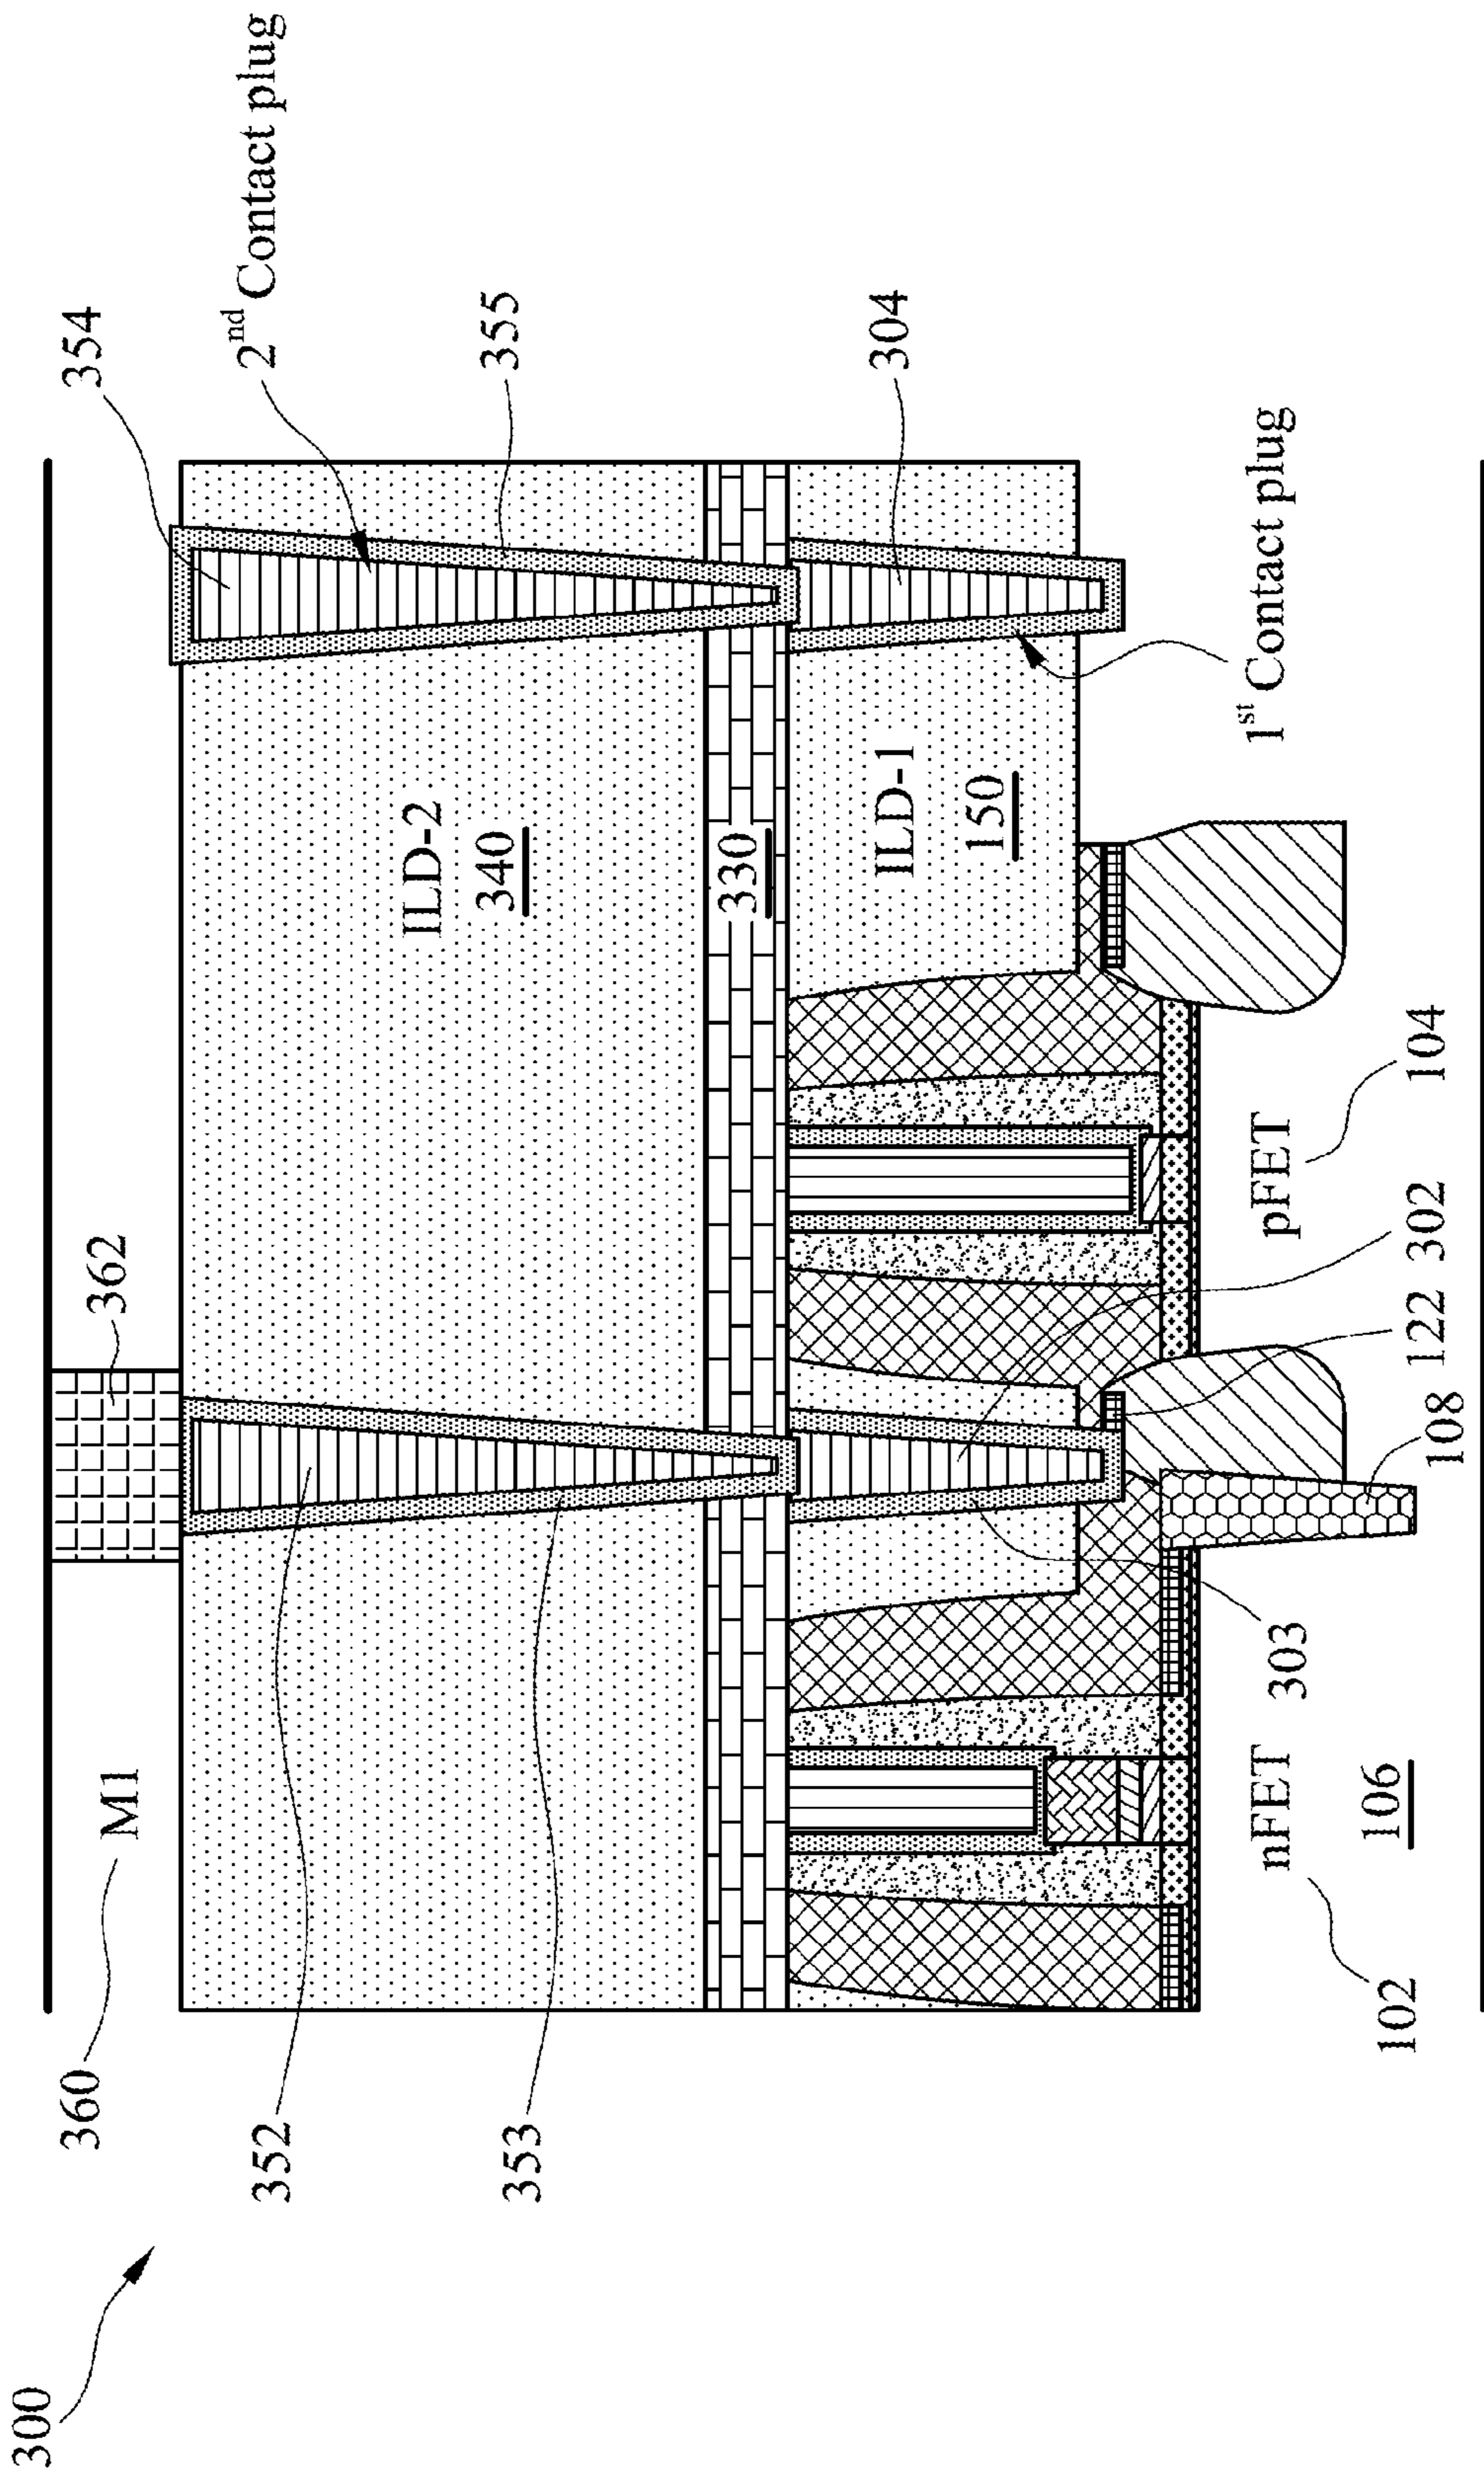 300
360
M1
362
354
352
2nd Contact plug
ILD-2
340
355
353
330
ILD-1
304
150
nFET
303
pFET
1st Contact plug
106
102
108
122
302
104